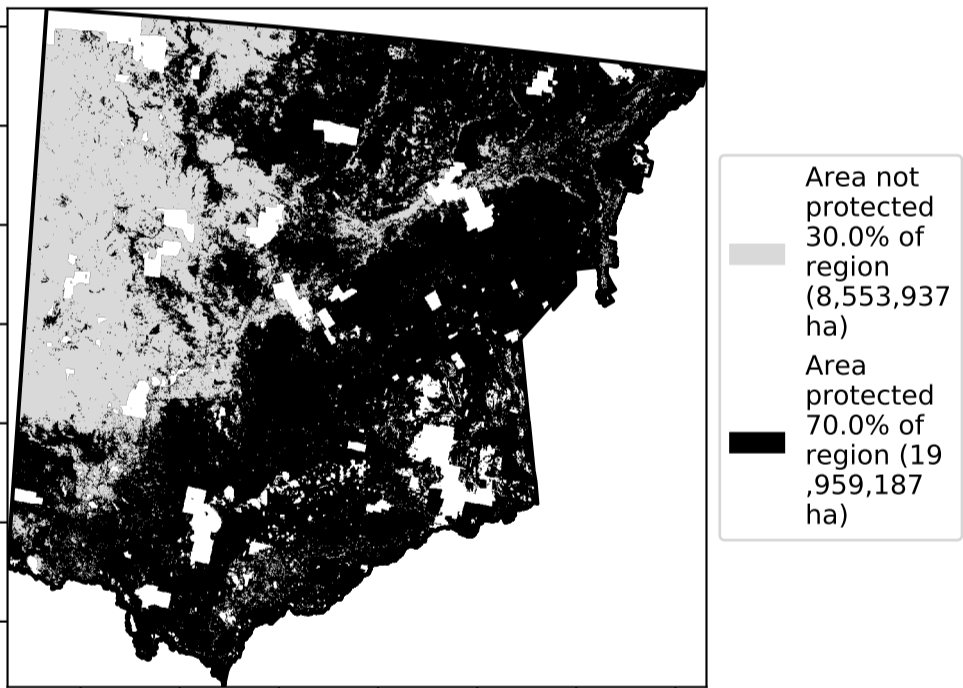 Area not
protected
30.0% of
region
(8,553,937
ha)
Area
protected
70.0% of
region (19
,959,187
ha)